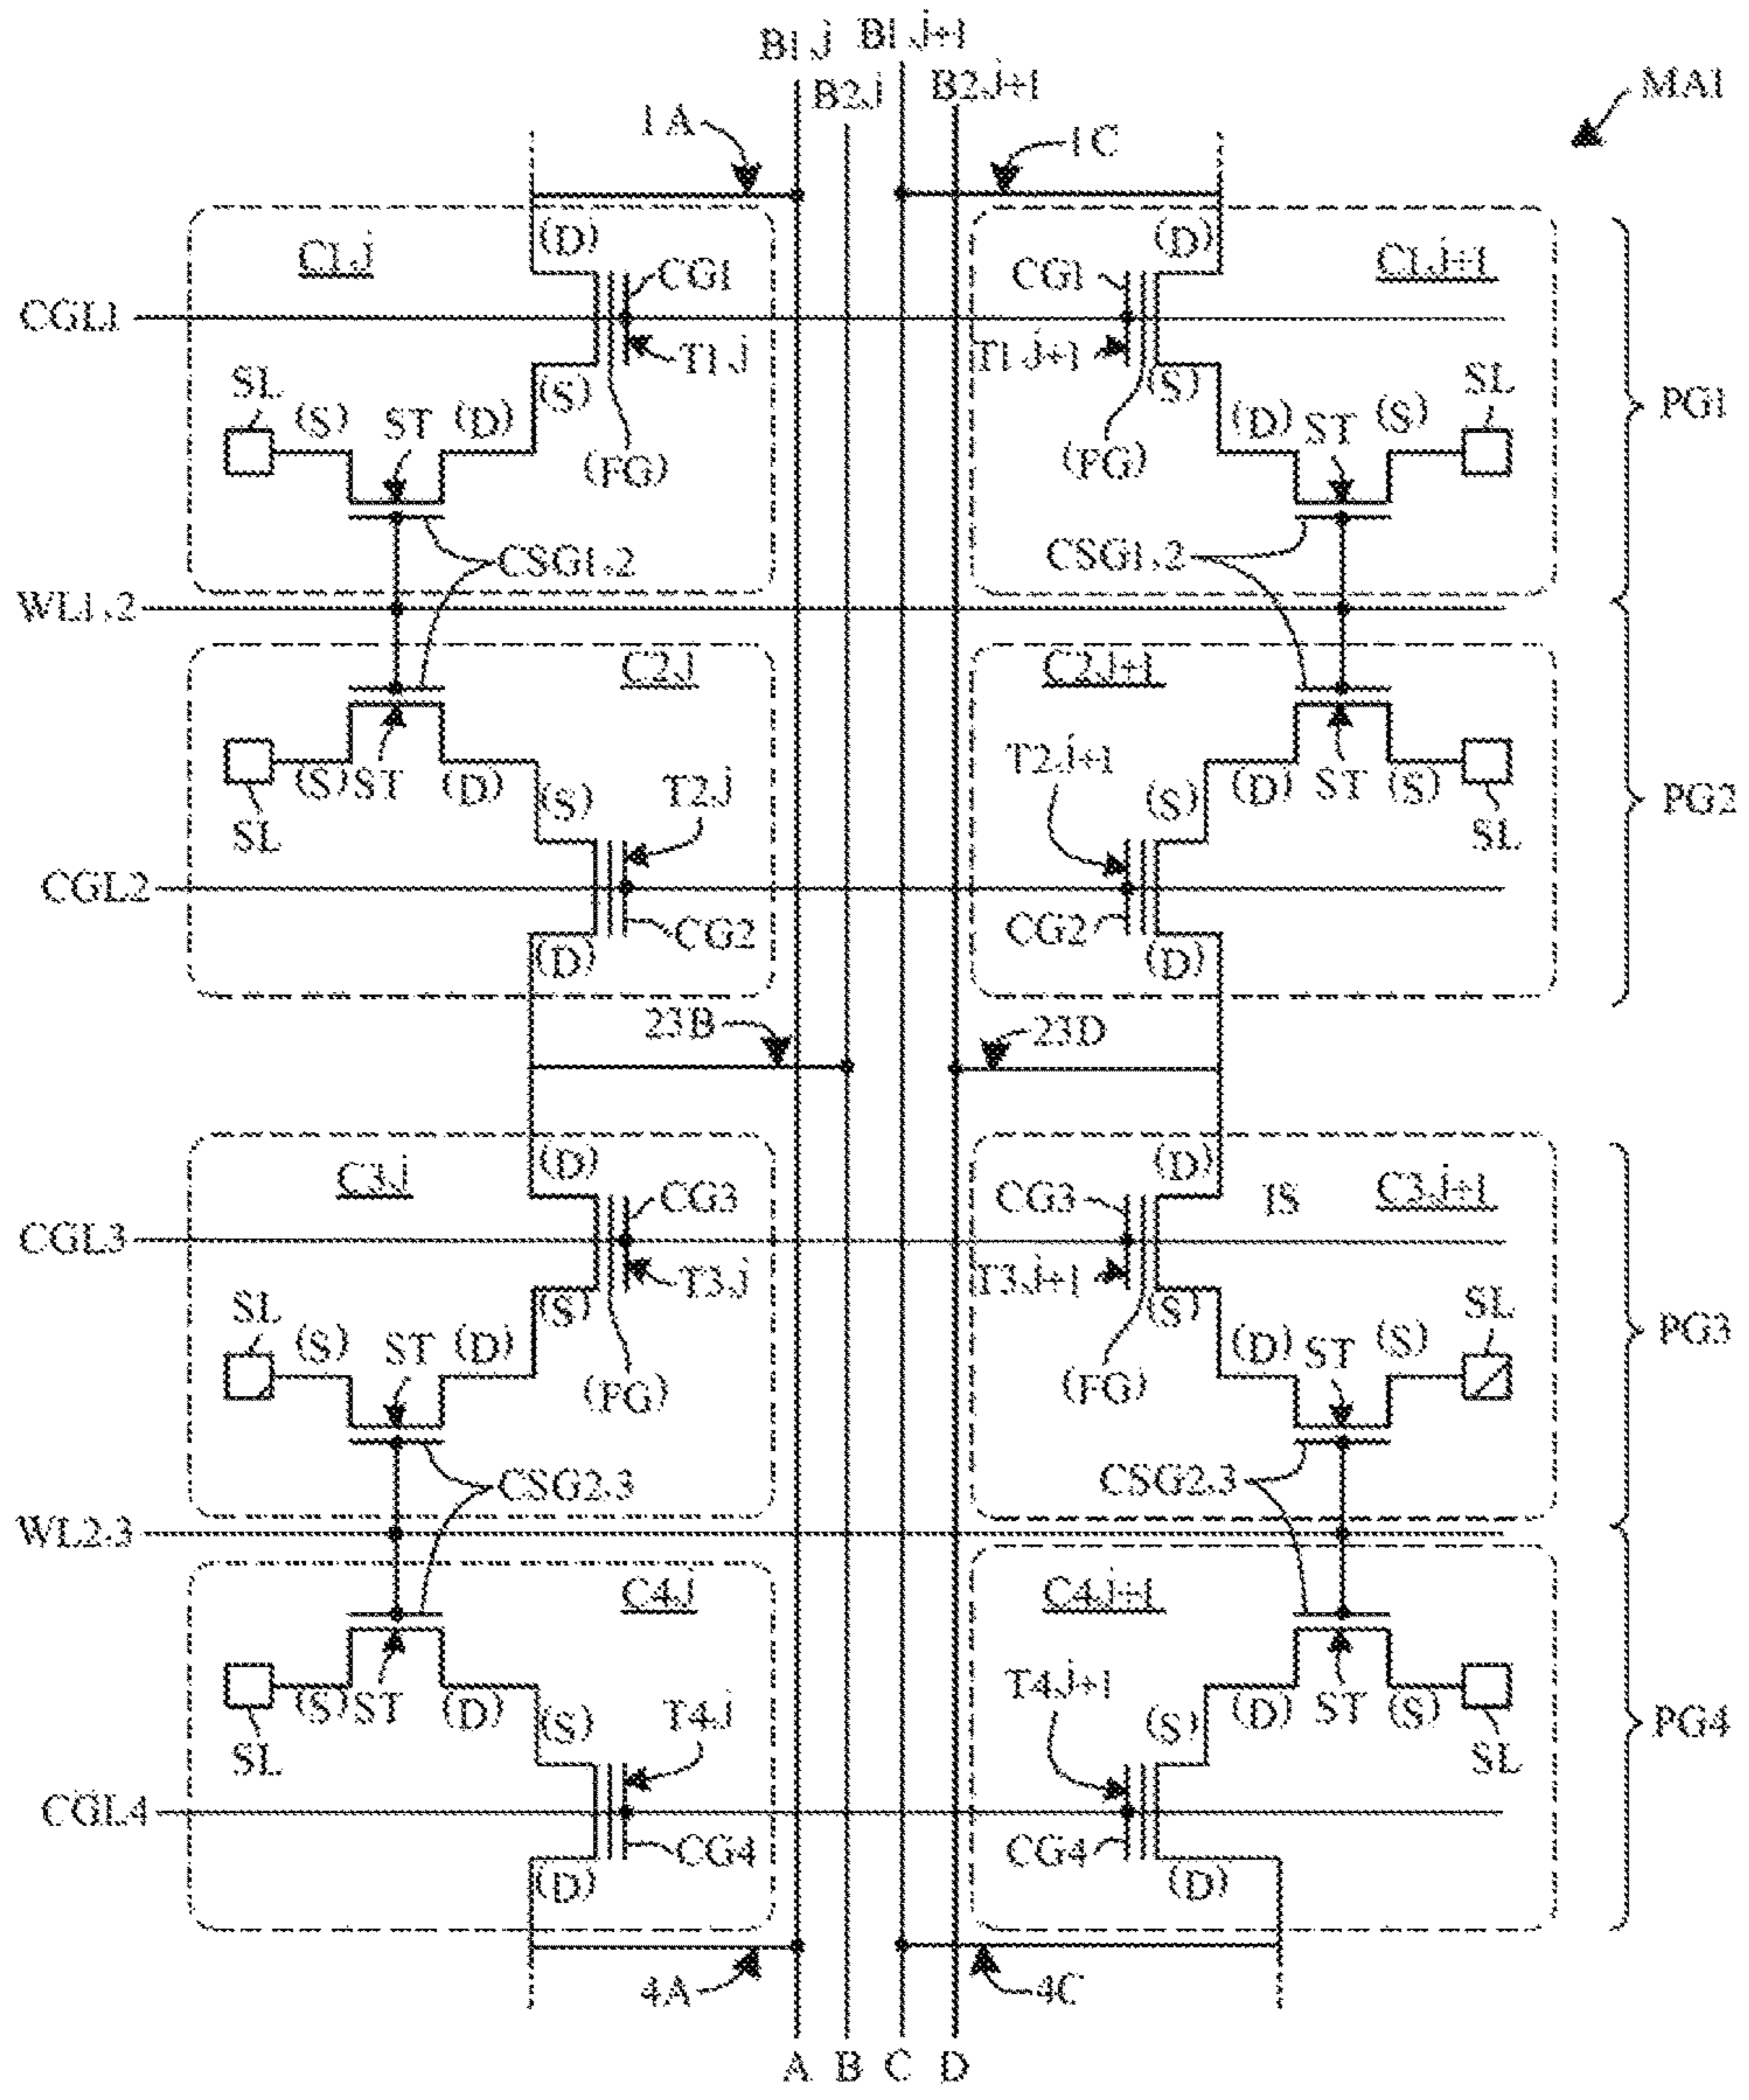 B1,j B1,j+1
B2,j B2,j+1
MA1
1A 1C
(D) (D)
C1,j CG1 CG1 C1,j+1
CGL1
T1,j T1,j+1
SL (S) ST (D) (S) (S) (D) ST (S) SL
PG1
(FG) (FG)
CSG1,2 CSG1,2
WL1,2
C2,j C2,j+1
SL (S) ST (D) (S) T2,j T2,j+1 (S) (D) ST (S) SL
PG2
CGL2
CG2 CG2
(D) (D)
23B 23D
(D) (D)
C3,j CG3 CG3 IS C3,j+1
CGL3
T3,j T3,j+1
SL (S) ST (D) (S) (S) (D) ST (S) SL
PG3
(FG) (FG)
CSG2,3 CSG2,3
WL2,3
C4,j C4,j+1
SL (S) ST (D) (S) T4,j T4,j+1 (S) (D) ST (S) SL
PG4
CGL4
CG4 CG4
(D) (D)
4A 4C
A B C D